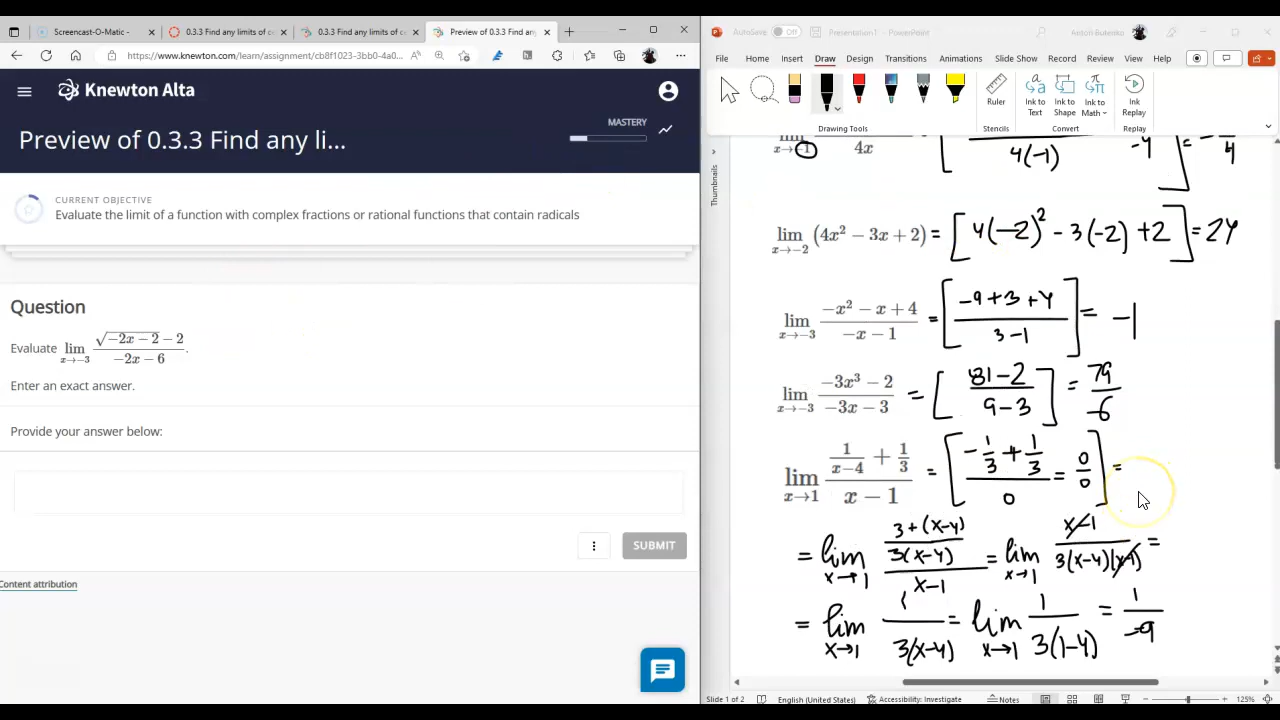 Screencast-O-Matic -
0.3.3 Find any limits of c
0.3.3 Find any limits of c
Preview of 0.3.3 Find any
https://www.knewton.com/learn/assignment/cb8f1023-3bb0-4a0...
Knewton Alta
Preview of 0.3.3 Find any li...
MASTERY
CURRENT OBJECTIVE
Evaluate the limit of a function with complex fractions or rational functions that contain radicals
Question
Evaluate lim x→−3 (√(−2x − 2) − 2)/(−2x − 6).
Enter an exact answer.
Provide your answer below:
SUBMIT
Content attribution
AutoSave Off
Presentation1 - PowerPoint
Anton Butenko
File Home Insert Draw Design Transitions Animations Slide Show Record Review View Help
Ruler
Ink to Text
Ink to Shape
Ink to Math
Ink Replay
Drawing Tools
Stencils
Convert
Replay
Thumbnails
lim x→−1 4x 4(−1) −4 ] = 4
lim x→−2 (4x² − 3x + 2) = [4(−2)² − 3(−2) + 2] = 24
lim x→−3 (−x² − x + 4)/(−x − 1) = [(−9+3+4)/(3−1)] = −1
lim x→−3 (−3x³ − 2)/(−3x − 3) = [(81−2)/(9−3)] = 79/6
lim x→1 (1/(x−4) + 1/3)/(x − 1) = [(−1/3 + 1/3)/0 = 0/0] =
= lim x→1 ((3+(x−4))/(3(x−4)))/(x−1) = lim x→1 (x−1)/(3(x−4)(x−1)) =
= lim x→1 1/(3(x−4)) = lim x→1 1/(3(1−4)) = 1/−9
Slide 1 of 2
English (United States)
Accessibility: Investigate
Notes
125%